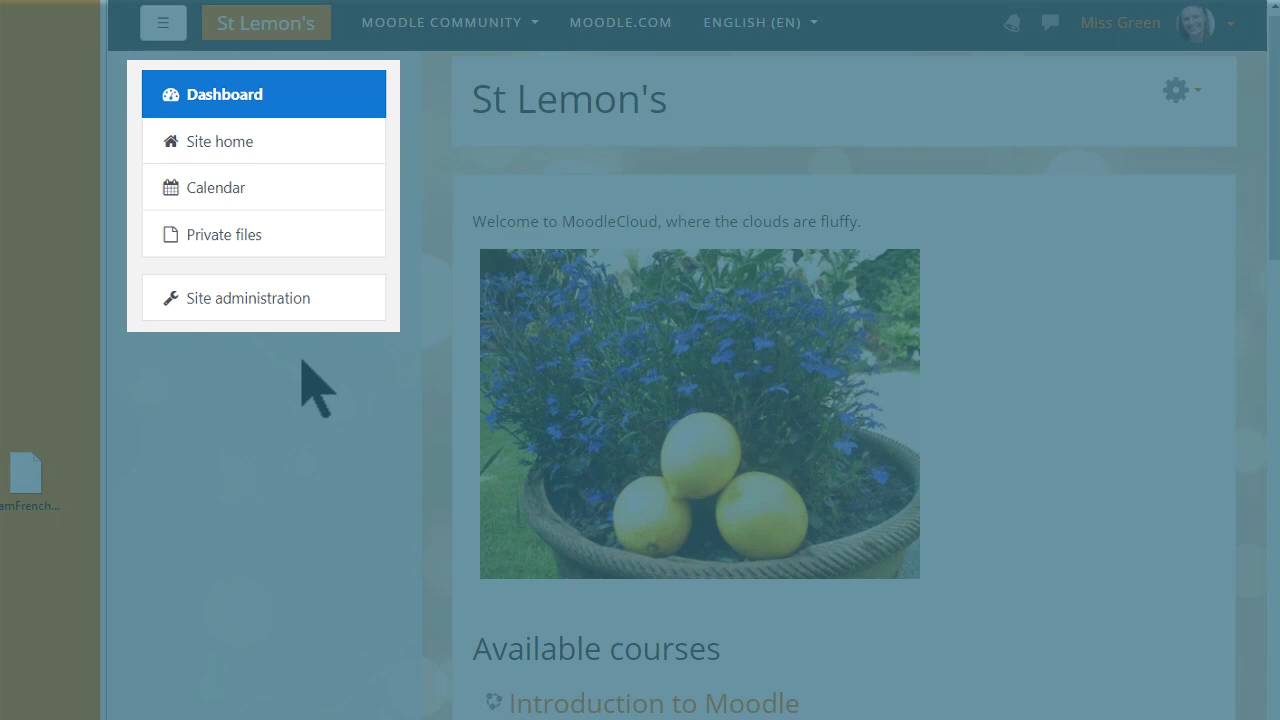 St Lemon's
MOODLE COMMUNITY
MOODLE.COM
ENGLISH (EN)
Miss Green
Dashboard
Site home
Calendar
Private files
Site administration
St Lemon's
Welcome to MoodleCloud, where the clouds are fluffy.
amFrench...
Available courses
Introduction to Moodle